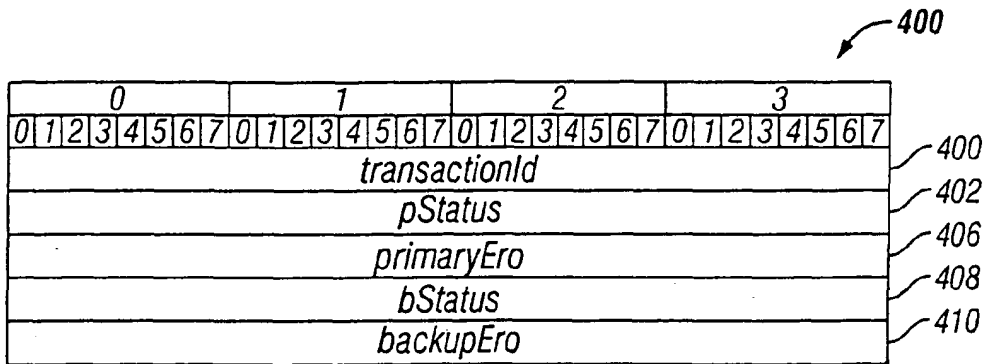 400
0 1 2 3
0 1 2 3 4 5 6 7 0 1 2 3 4 5 6 7 0 1 2 3 4 5 6 7 0 1 2 3 4 5 6 7
transactionId 400
pStatus 402
primaryEro 406
bStatus 408
backupEro 410